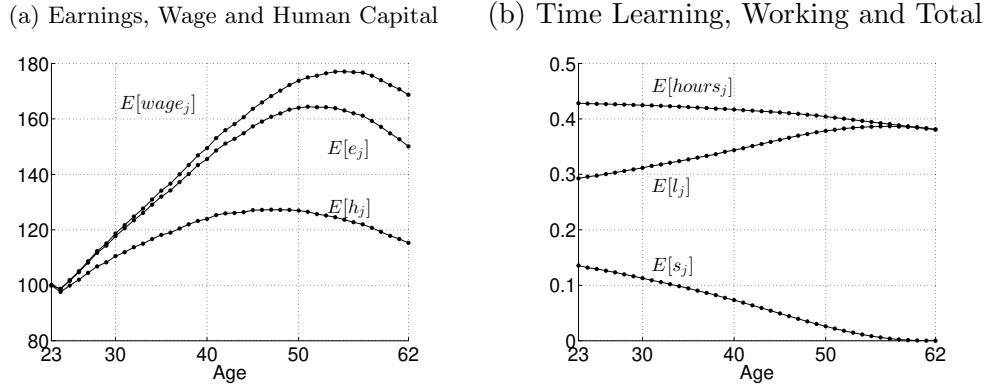 (a) Earnings, Wage and Human Capital
180
160
140
120
100
80
23
30
40
50
62
Age
E[wage_j]
E[e_j]
E[h_j]
(b) Time Learning, Working and Total
0.5
0.4
0.3
0.2
0.1
0
23
30
40
50
62
Age
E[hours_j]
E[l_j]
E[s_j]